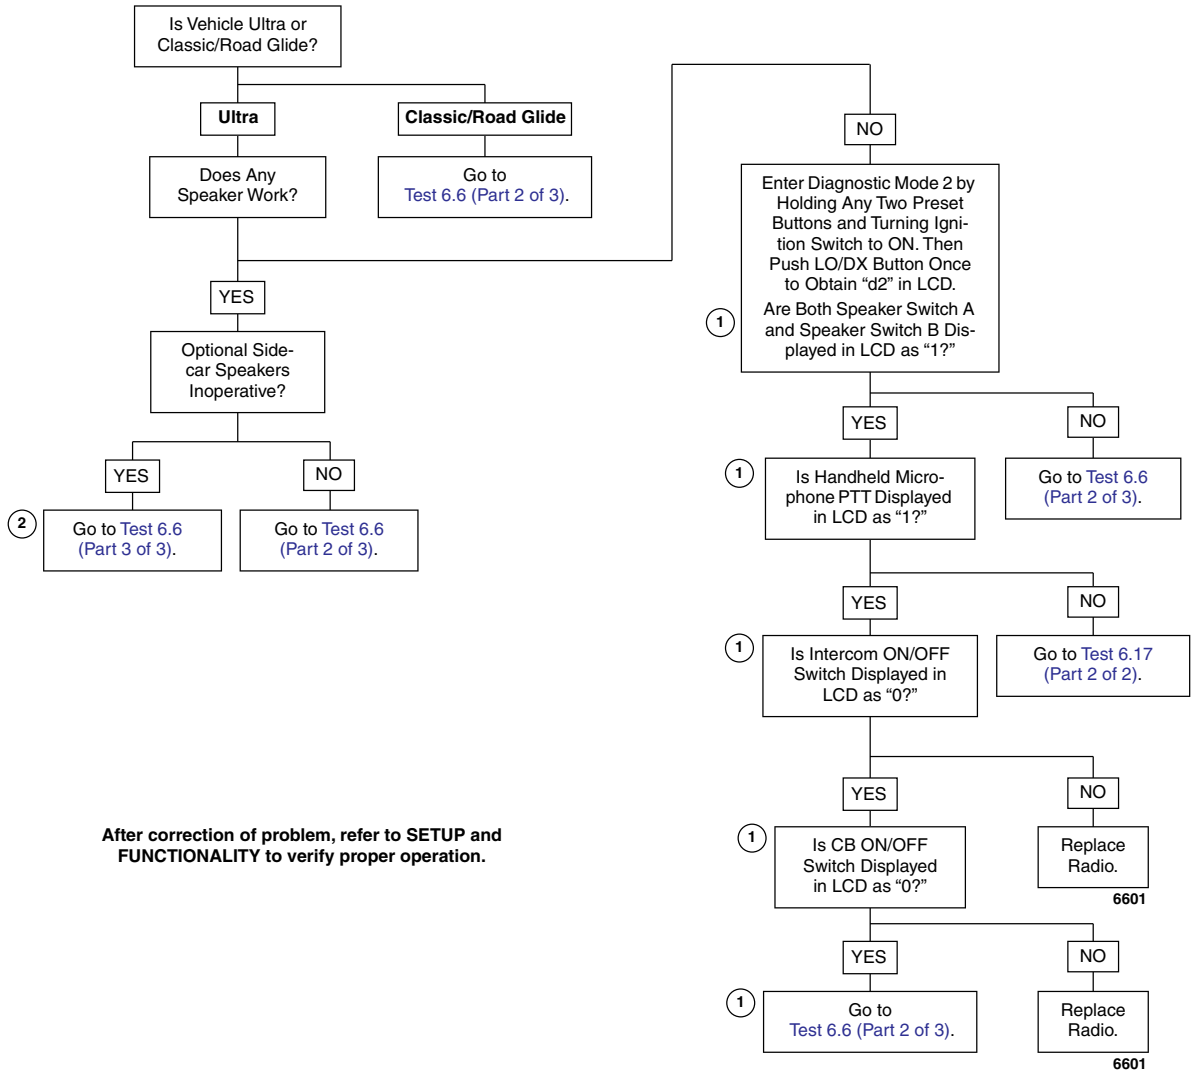 Is Vehicle Ultra or
Classic/Road Glide?
Ultra
Classic/Road Glide
Does Any
Speaker Work?
Go to
Test 6.6 (Part 2 of 3).
YES
Optional Side-
car Speakers
Inoperative?
YES
NO
2
Go to Test 6.6
(Part 3 of 3).
Go to Test 6.6
(Part 2 of 3).
NO
Enter Diagnostic Mode 2 by
Holding Any Two Preset
Buttons and Turning Igni-
tion Switch to ON. Then
Push LO/DX Button Once
to Obtain “d2” in LCD.
1
Are Both Speaker Switch A
and Speaker Switch B Dis-
played in LCD as “1?”
YES
NO
1
Is Handheld Micro-
phone PTT Displayed
in LCD as “1?”
Go to Test 6.6
(Part 2 of 3).
YES
NO
1
Is Intercom ON/OFF
Switch Displayed in
LCD as “0?”
Go to Test 6.17
(Part 2 of 2).
YES
NO
1
Is CB ON/OFF
Switch Displayed
in LCD as “0?”
Replace
Radio.
6601
YES
NO
1
Go to
Test 6.6 (Part 2 of 3).
Replace
Radio.
6601
After correction of problem, refer to SETUP and
FUNCTIONALITY to verify proper operation.